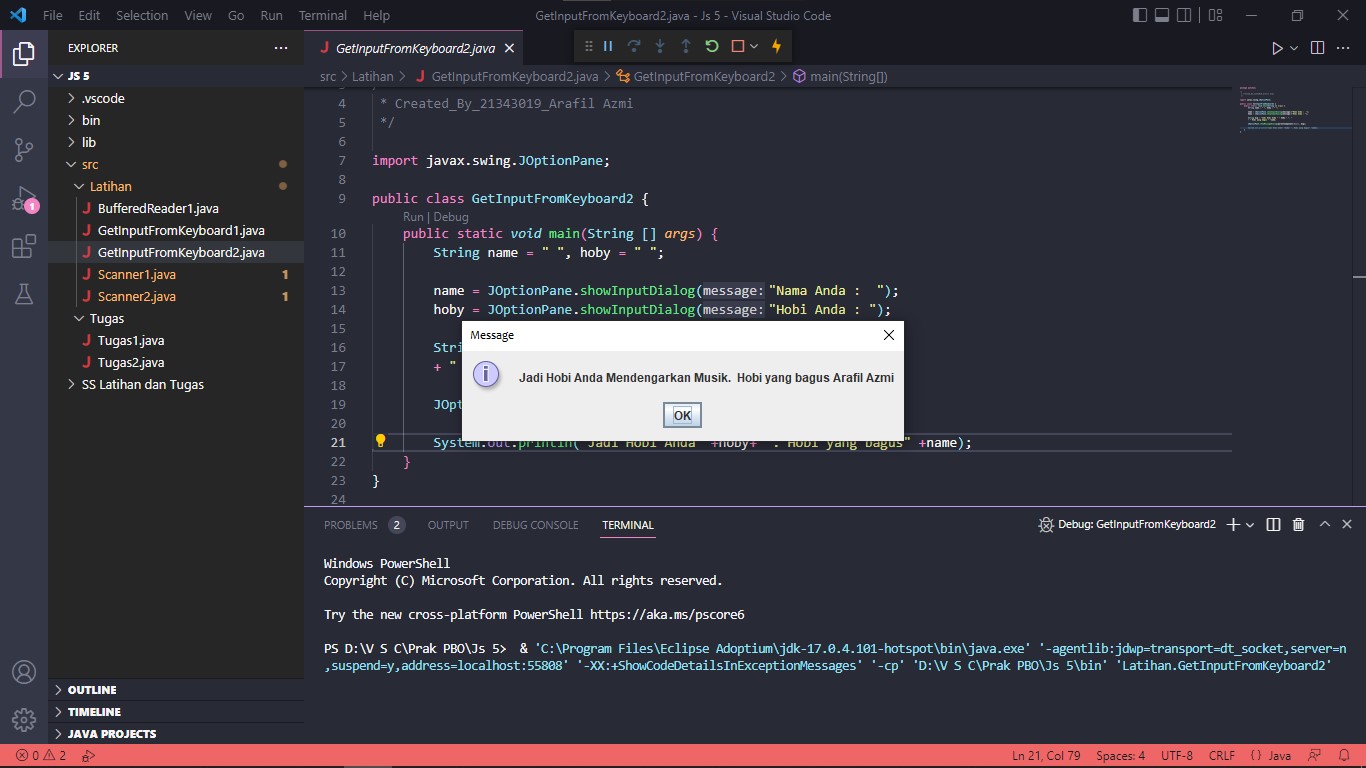 File Edit Selection View Go Run Terminal Help GetInputFromKeyboard2.java - Js 5 - Visual Studio Code
EXPLORER
JS 5
.vscode
bin
lib
src
Latihan
BufferedReader1.java
GetInputFromKeyboard1.java
GetInputFromKeyboard2.java
Scanner1.java 1
Scanner2.java 1
Tugas
Tugas1.java
Tugas2.java
SS Latihan dan Tugas
OUTLINE
TIMELINE
JAVA PROJECTS
1
GetInputFromKeyboard2.java
src > Latihan > GetInputFromKeyboard2.java > GetInputFromKeyboard2 > main(String[])
4 * Created_By_21343019_Arafil Azmi
5 */
6
7 import javax.swing.JOptionPane;
8
9 public class GetInputFromKeyboard2 {
Run | Debug
10 public static void main(String [] args) {
11 String name = " ", hoby = " ";
12
13 name = JOptionPane.showInputDialog(message: "Nama Anda :  ");
14 hoby = JOptionPane.showInputDialog(message: "Hobi Anda : ");
15
16 Stri
17 + "
18
19 JOpt
20
21 System.out.println("Jadi Hobi Anda "+hoby+ " . Hobi yang bagus" +name);
22 }
23 }
24
Message
Jadi Hobi Anda Mendengarkan Musik.  Hobi yang bagus Arafil Azmi
OK
PROBLEMS 2 OUTPUT DEBUG CONSOLE TERMINAL Debug: GetInputFromKeyboard2
Windows PowerShell
Copyright (C) Microsoft Corporation. All rights reserved.
Try the new cross-platform PowerShell https://aka.ms/pscore6
PS D:\V S C\Prak PBO\Js 5>  & 'C:\Program Files\Eclipse Adoptium\jdk-17.0.4.101-hotspot\bin\java.exe' '-agentlib:jdwp=transport=dt_socket,server=n
,suspend=y,address=localhost:55808' '-XX:+ShowCodeDetailsInExceptionMessages' '-cp' 'D:\V S C\Prak PBO\Js 5\bin' 'Latihan.GetInputFromKeyboard2'
0 2 Ln 21, Col 79 Spaces: 4 UTF-8 CRLF {} Java